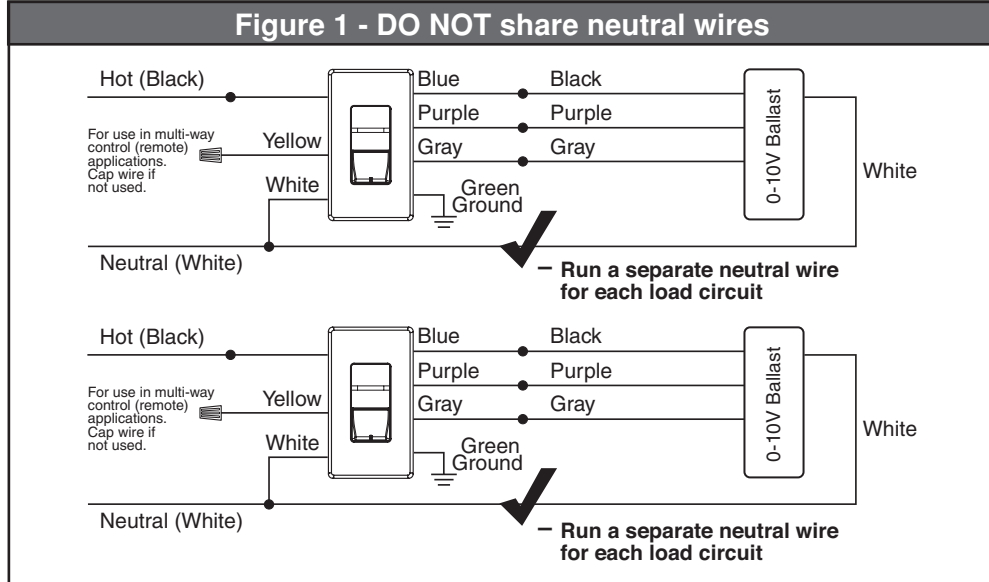 Figure 1 - DO NOT share neutral wires
Hot (Black)
Blue
Black
Purple
Purple
Gray
Gray
For use in multi-way
control (remote)
applications.
Cap wire if
not used.
Yellow
White
Green
Ground
0-10V Ballast
White
Neutral (White)
– Run a separate neutral wire
for each load circuit
Hot (Black)
Blue
Black
Purple
Purple
Gray
Gray
For use in multi-way
control (remote)
applications.
Cap wire if
not used.
Yellow
White
Green
Ground
0-10V Ballast
White
Neutral (White)
– Run a separate neutral wire
for each load circuit